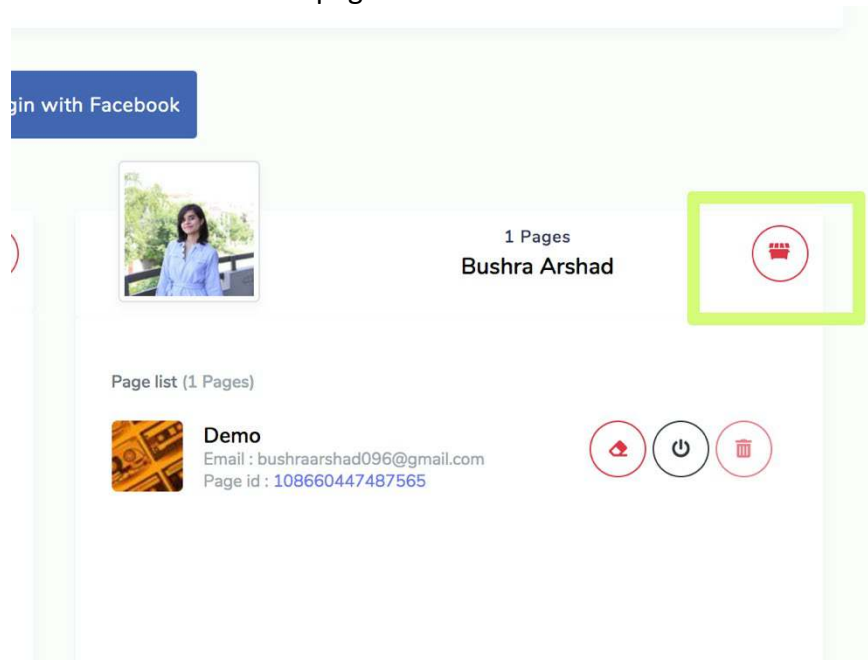 gin with Facebook
1 Pages
Bushra Arshad
Page list (1 Pages)
Demo
Email : bushraarshad096@gmail.com
Page id : 108660447487565